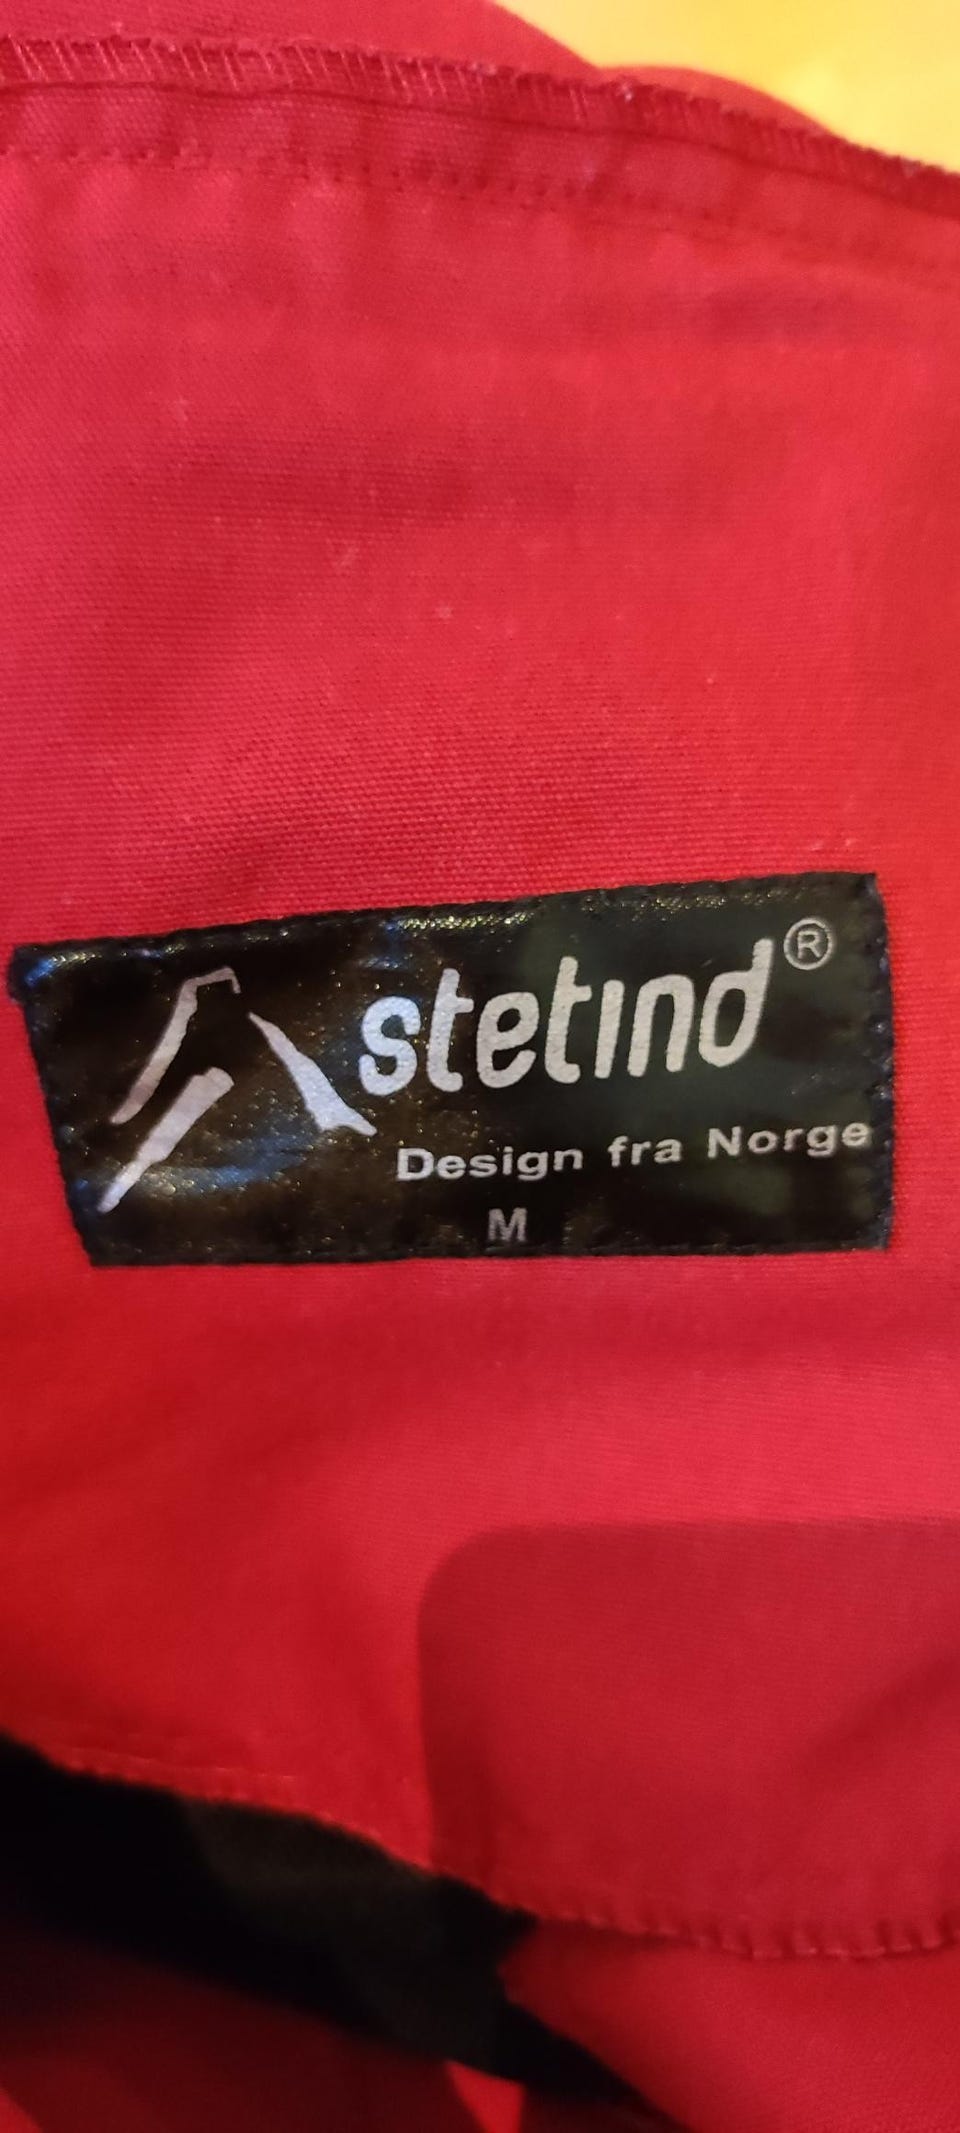 stetind®
Design fra Norge
M